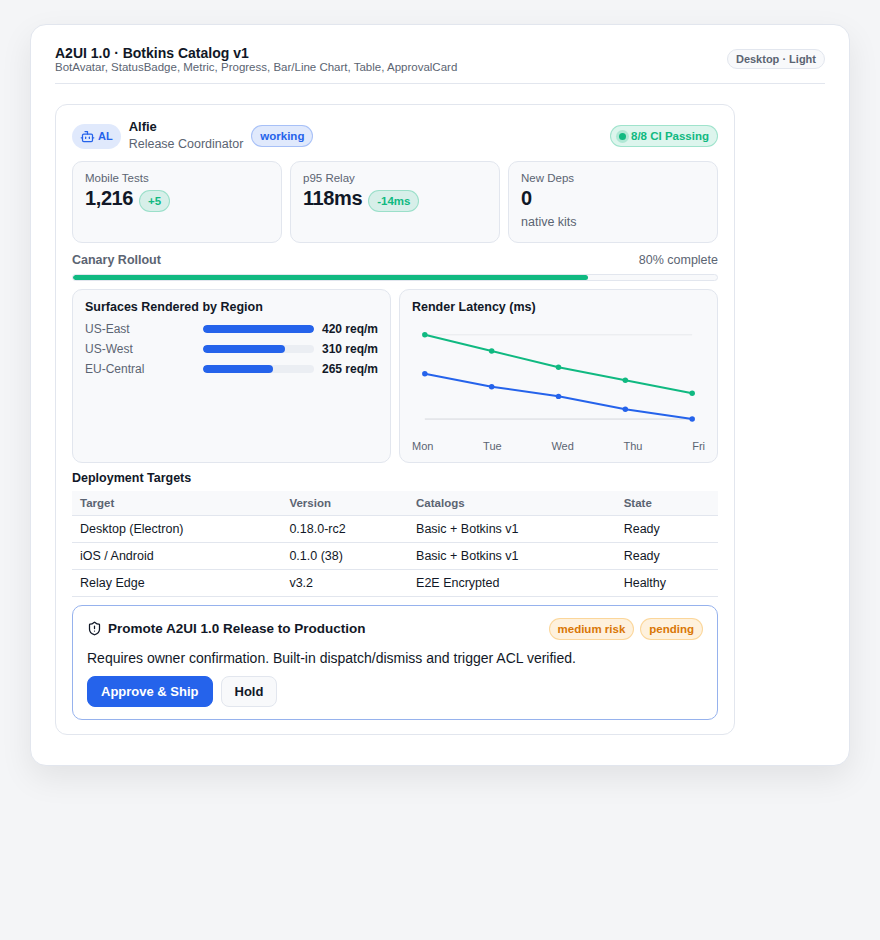 A2UI 1.0 · Botkins Catalog v1
BotAvatar, StatusBadge, Metric, Progress, Bar/Line Chart, Table, ApprovalCard
Desktop · Light
AL
Alfie
Release Coordinator
working
8/8 CI Passing
Mobile Tests
1,216 +5
p95 Relay
118ms -14ms
New Deps
0
native kits
Canary Rollout
80% complete
Surfaces Rendered by Region
US-East 420 req/m
US-West 310 req/m
EU-Central 265 req/m
Render Latency (ms)
Mon Tue Wed Thu Fri
Deployment Targets
Target Version Catalogs State
Desktop (Electron) 0.18.0-rc2 Basic + Botkins v1 Ready
iOS / Android 0.1.0 (38) Basic + Botkins v1 Ready
Relay Edge v3.2 E2E Encrypted Healthy
Promote A2UI 1.0 Release to Production
medium risk pending
Requires owner confirmation. Built-in dispatch/dismiss and trigger ACL verified.
Approve & Ship Hold